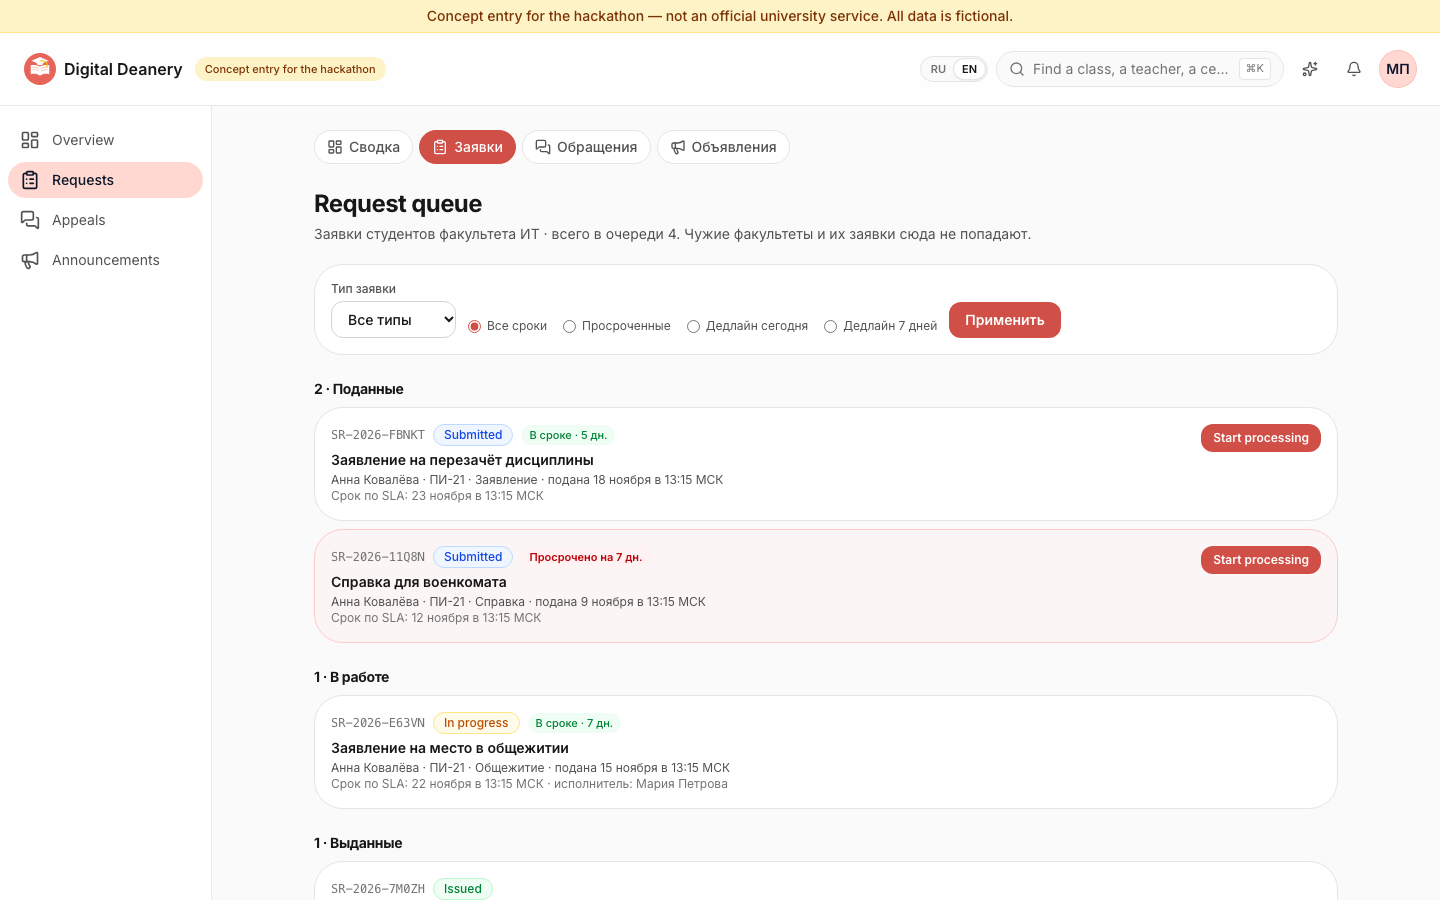 Concept entry for the hackathon — not an official university service. All data is fictional.
Digital Deanery
Concept entry for the hackathon
RU EN
Find a class, a teacher, a ce... ⌘K
МП
Overview
Requests
Appeals
Announcements
Сводка Заявки Обращения Объявления
Request queue
Заявки студентов факультета ИТ · всего в очереди 4. Чужие факультеты и их заявки сюда не попадают.
Тип заявки
Все типы Все сроки Просроченные Дедлайн сегодня Дедлайн 7 дней Применить
2 · Поданные
SR-2026-FBNKT Submitted В сроке · 5 дн. Start processing
Заявление на перезачёт дисциплины
Анна Ковалёва · ПИ-21 · Заявление · подана 18 ноября в 13:15 МСК
Срок по SLA: 23 ноября в 13:15 МСК
SR-2026-11Q8N Submitted Просрочено на 7 дн. Start processing
Справка для военкомата
Анна Ковалёва · ПИ-21 · Справка · подана 9 ноября в 13:15 МСК
Срок по SLA: 12 ноября в 13:15 МСК
1 · В работе
SR-2026-E63VN In progress В сроке · 7 дн.
Заявление на место в общежитии
Анна Ковалёва · ПИ-21 · Общежитие · подана 15 ноября в 13:15 МСК
Срок по SLA: 22 ноября в 13:15 МСК · исполнитель: Мария Петрова
1 · Выданные
SR-2026-7M0ZH Issued